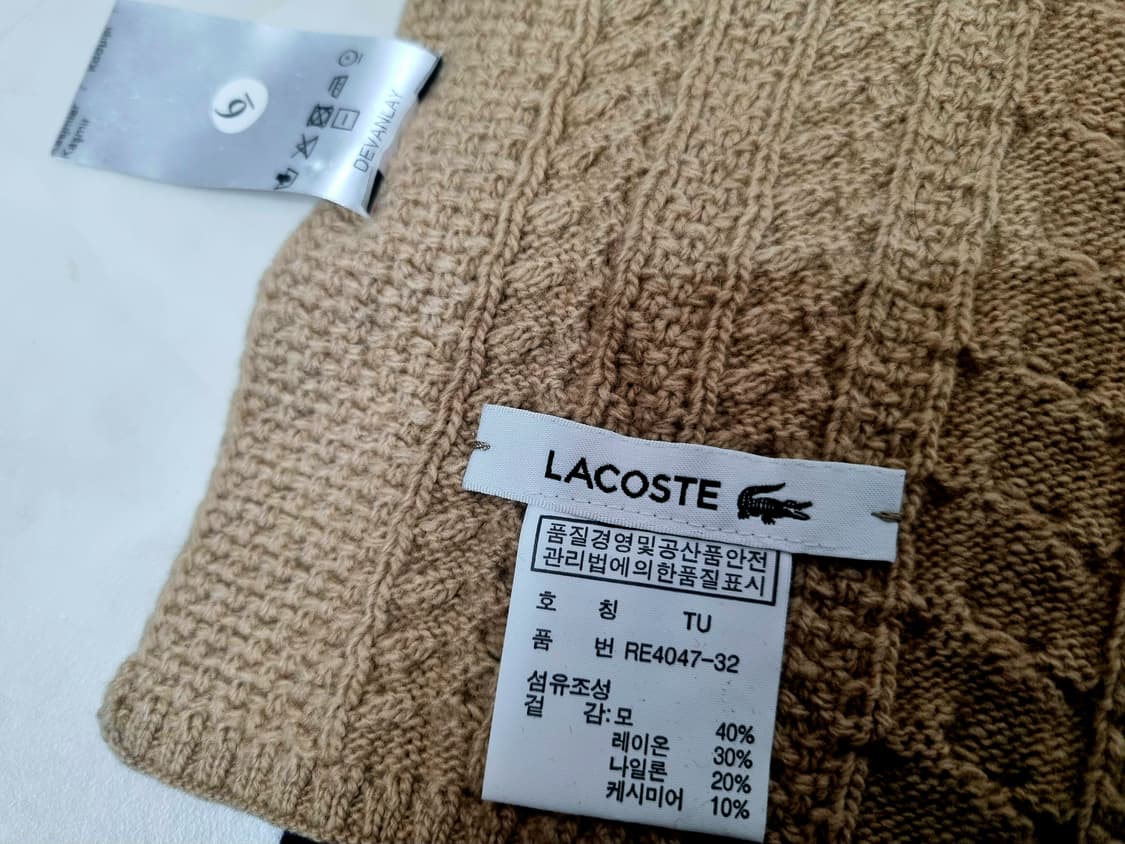 LACOSTE
품질경영및공산품안전
관리법에의한품질표시
호 칭 TU
품 번 RE4047-32
섬유조성
겉 감:모 40%
레이온 30%
나일론 20%
케시미어 10%
DEVANLAY